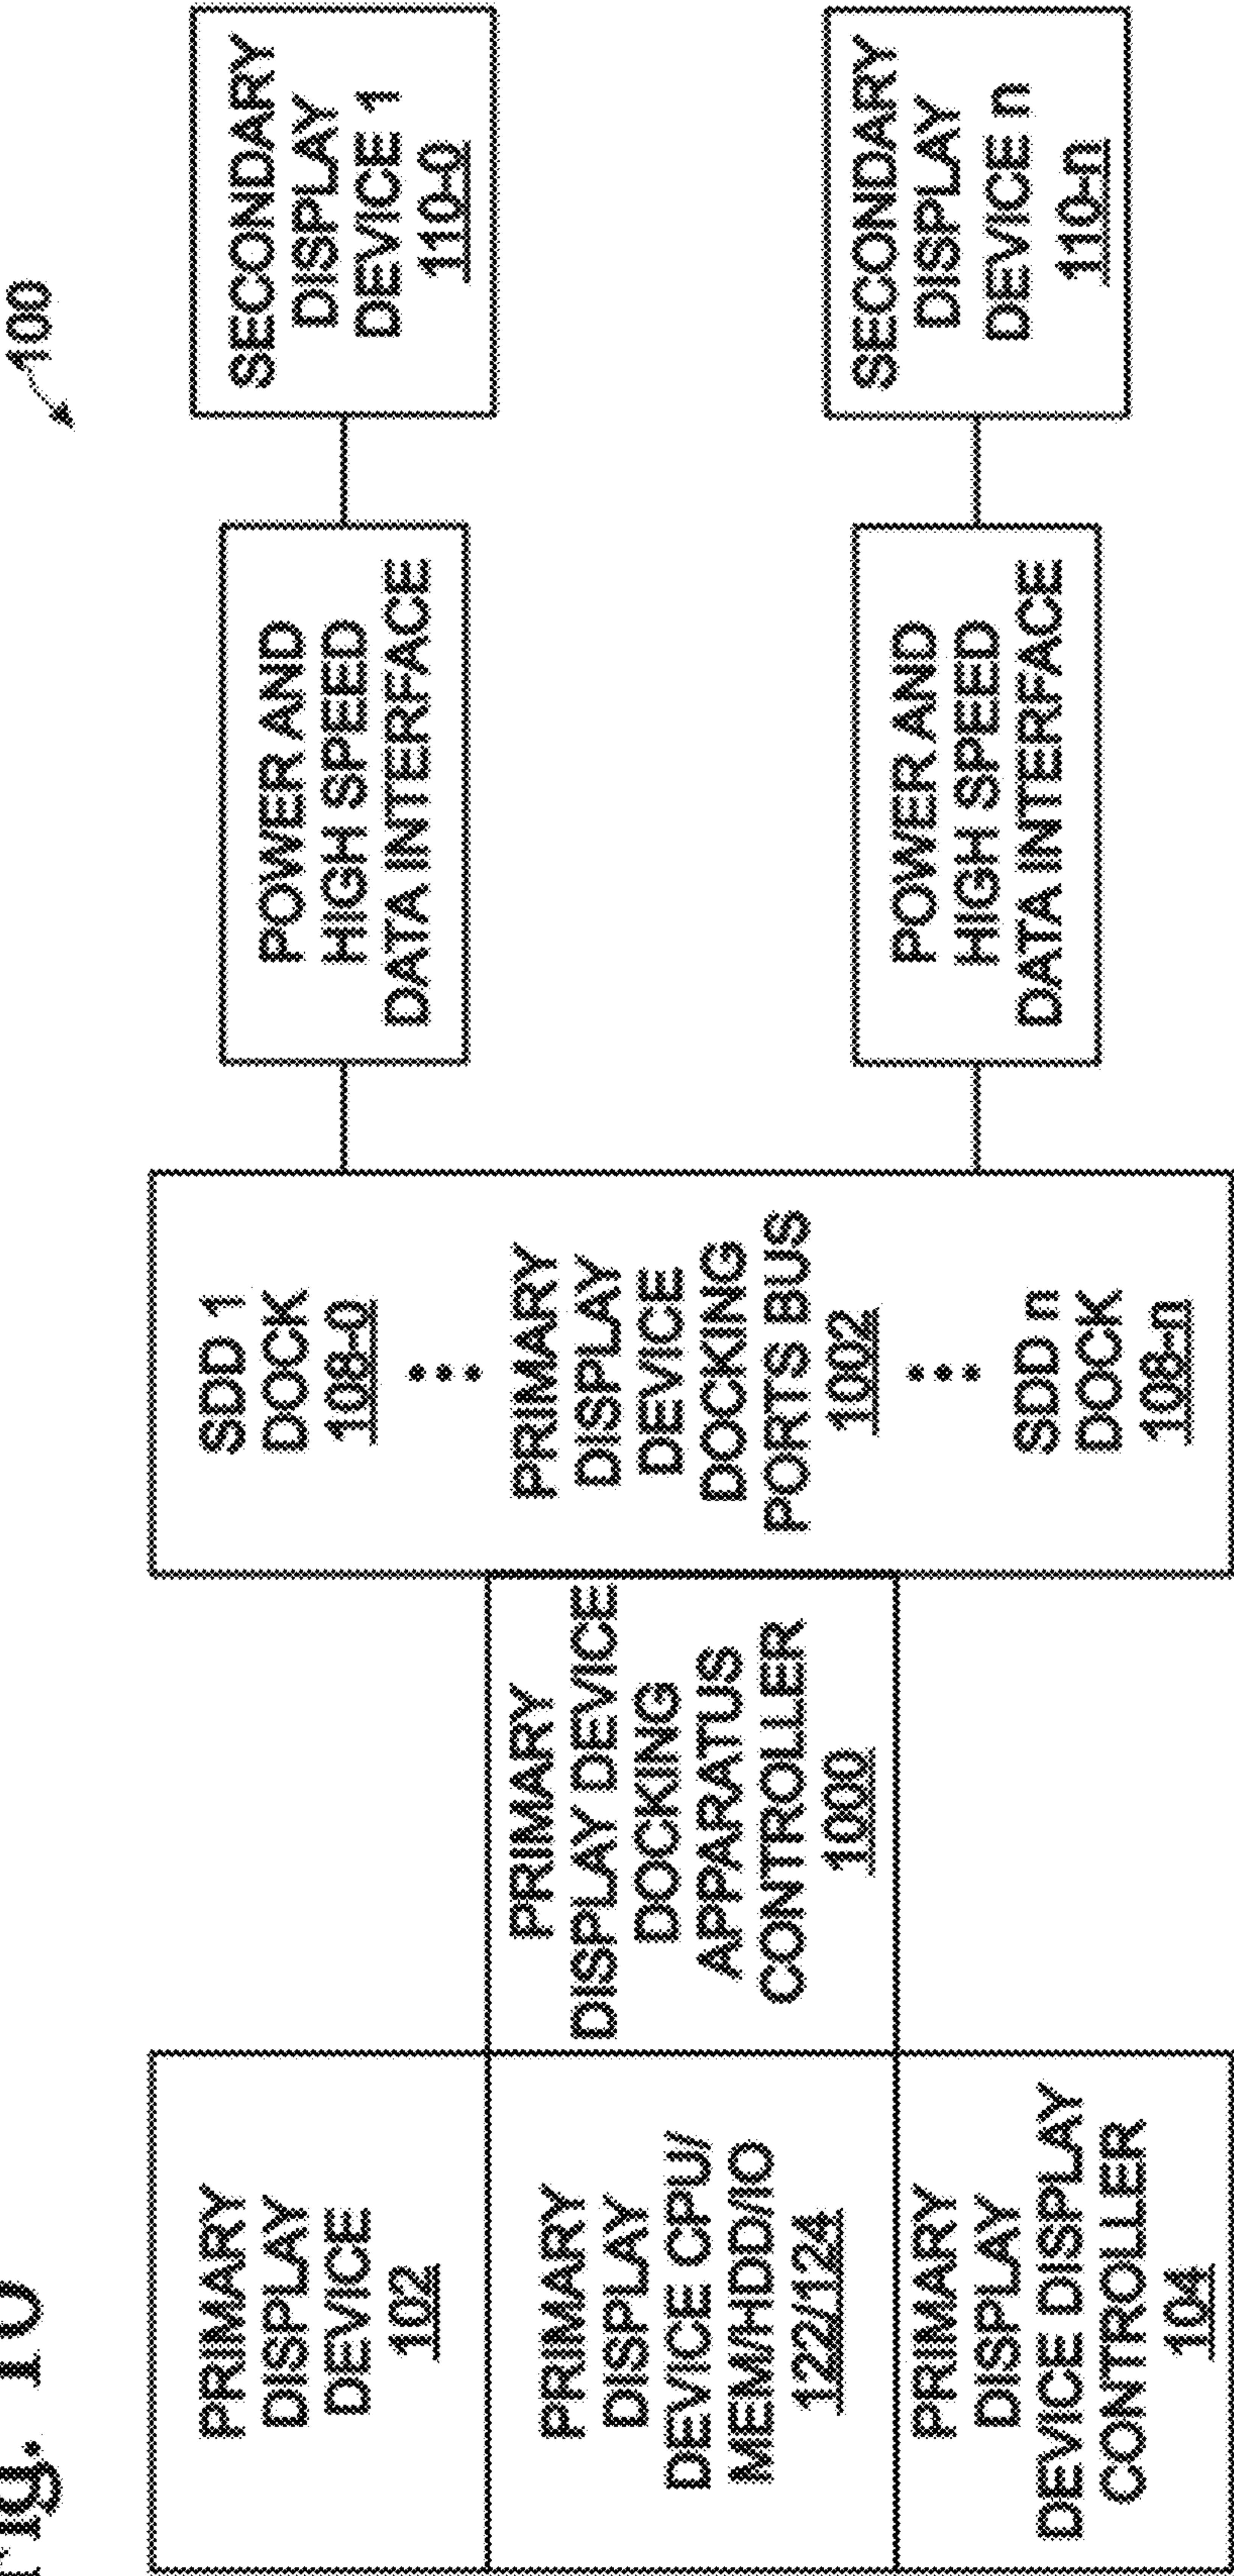 Fig. 10
100
PRIMARY
DISPLAY
DEVICE
102
PRIMARY
DISPLAY
DEVICE CPU/
MEM/HDD/IO
122/124
PRIMARY
DISPLAY
DEVICE DISPLAY
CONTROLLER
104
PRIMARY
DISPLAY DEVICE
DOCKING
APPARATUS
CONTROLLER
1000
SDD 1
DOCK
108-0
PRIMARY
DISPLAY
DEVICE
DOCKING
PORTS BUS
1002
SDD n
DOCK
108-n
POWER AND
HIGH SPEED
DATA INTERFACE
POWER AND
HIGH SPEED
DATA INTERFACE
SECONDARY
DISPLAY
DEVICE 1
110-0
SECONDARY
DISPLAY
DEVICE n
110-n